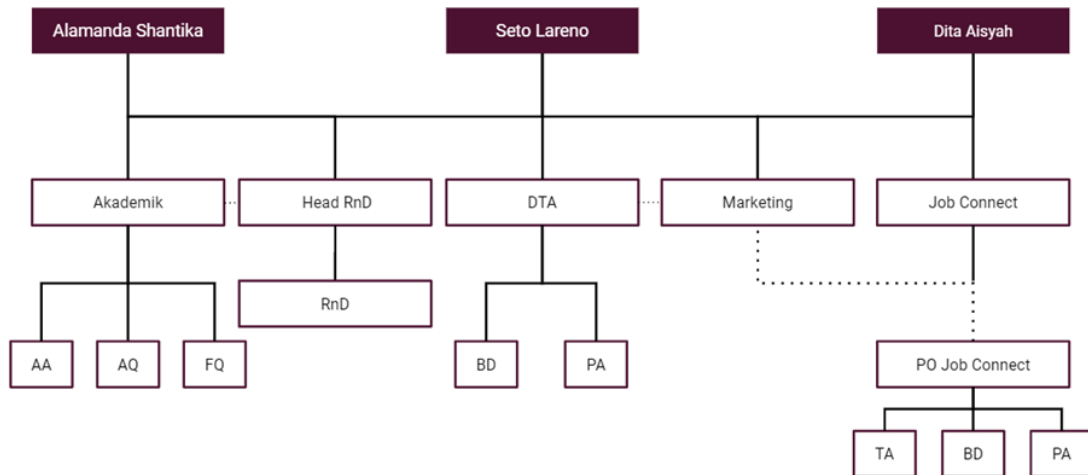 Alamanda Shantika
Seto Lareno
Dita Aisyah
Akademik
Head RnD
DTA
Marketing
Job Connect
RnD
AA
AQ
FQ
BD
PA
PO Job Connect
TA
BD
PA